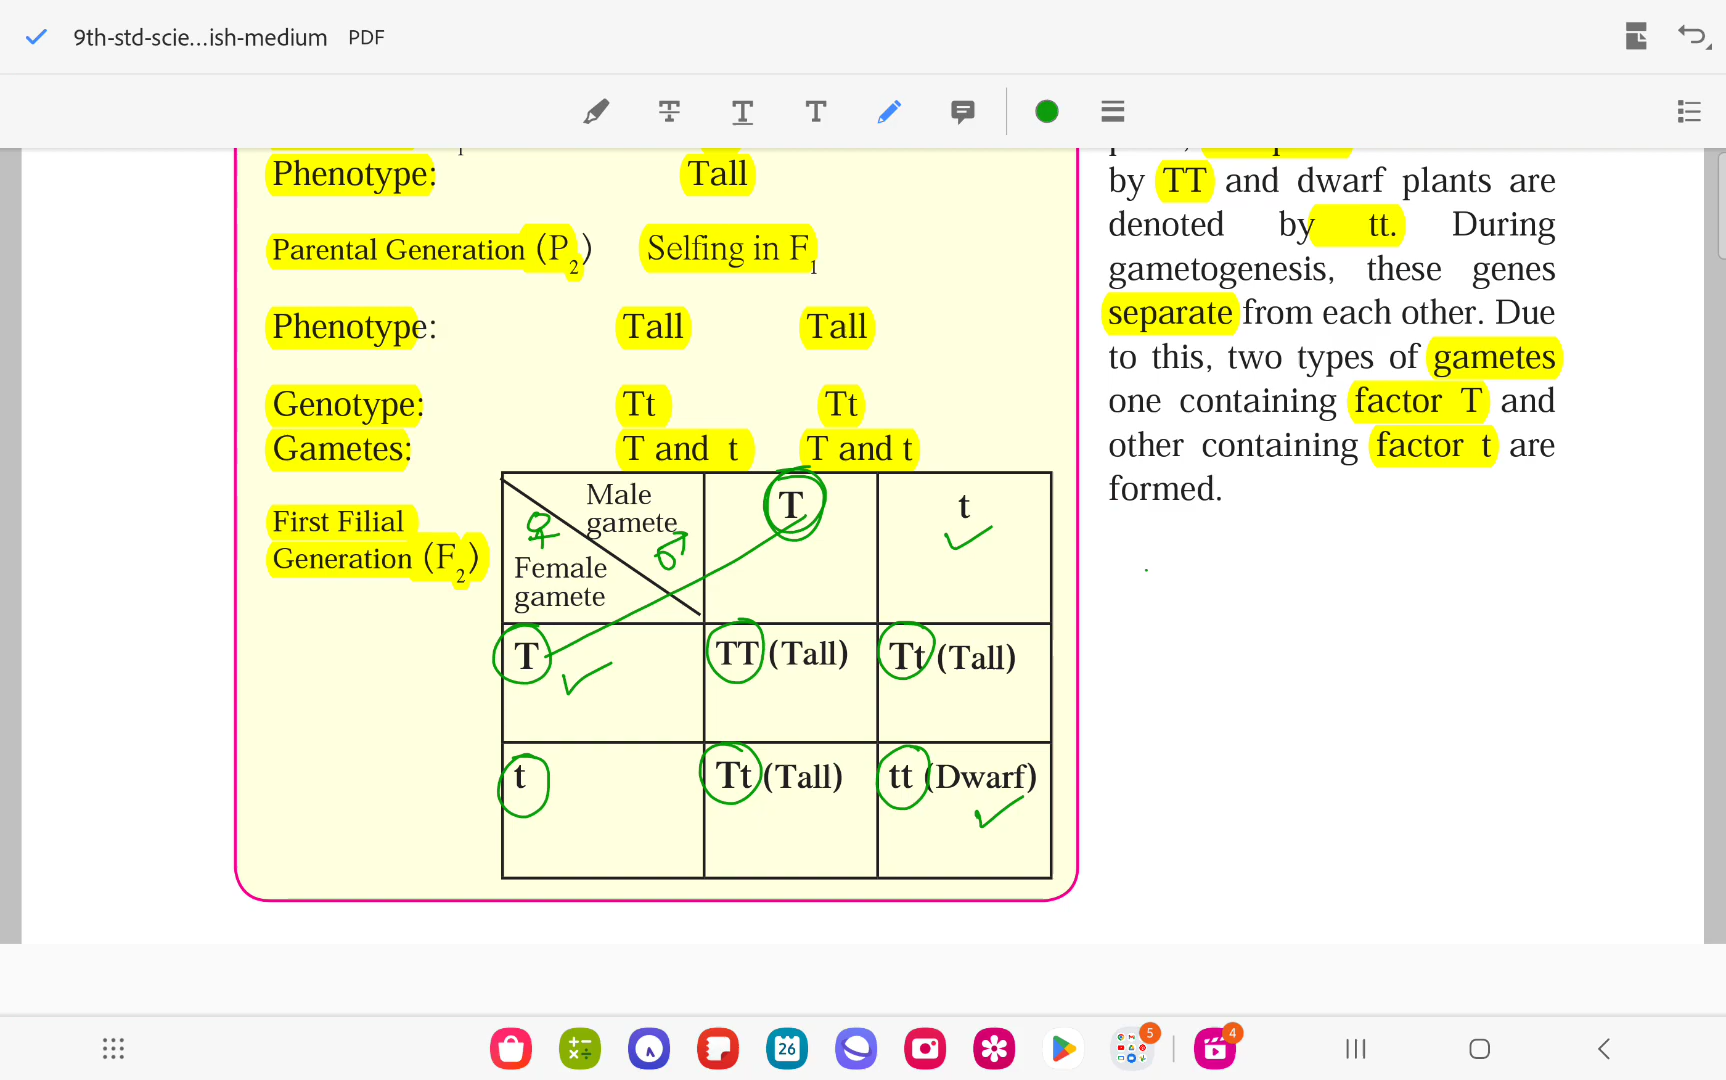 9th-std-scie...ish-medium PDF
Phenotype: Tall
Parental Generation (P2) Selfing in F1
Phenotype: Tall Tall
Genotype: Tt Tt
Gametes: T and t T and t
First Filial
Generation (F2)
Male
gamete
Female
gamete
T t
T TT (Tall) Tt (Tall)
t Tt (Tall) tt (Dwarf)
by TT and dwarf plants are
denoted by tt. During
gametogenesis, these genes
separate from each other. Due
to this, two types of gametes
one containing factor T and
other containing factor t are
formed.
26
5
4